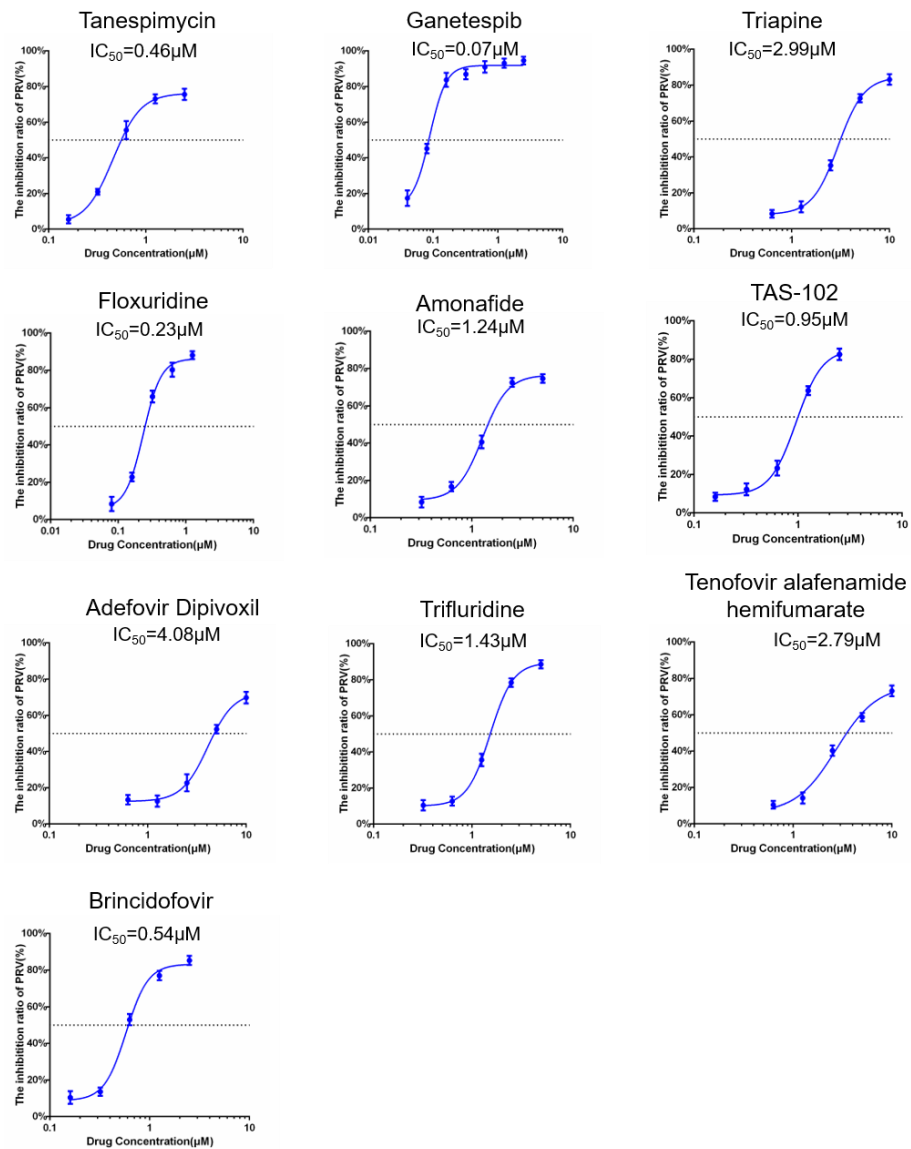 Tanespimycin
IC50=0.46µM
The inhibitition ratio of PRV(%)
100%
80%
60%
40%
20%
0%
0.1
1
10
Drug Concentration(µM)
Ganetespib
IC50=0.07µM
The inhibitition ratio of PRV(%)
100%
80%
60%
40%
20%
0%
0.01
0.1
1
10
Drug Concentration(µM)
Triapine
IC50=2.99µM
The inhibitition ratio of PRV(%)
100%
80%
60%
40%
20%
0%
0.1
1
10
Drug Concentration(µM)
Floxuridine
IC50=0.23µM
The inhibitition ratio of PRV(%)
100%
80%
60%
40%
20%
0%
0.01
0.1
1
10
Drug Concentration(µM)
Amonafide
IC50=1.24µM
The inhibitition ratio of PRV(%)
100%
80%
60%
40%
20%
0%
0.1
1
10
Drug Concentration(µM)
TAS-102
IC50=0.95µM
The inhibitition ratio of PRV(%)
100%
80%
60%
40%
20%
0%
0.1
1
10
Drug Concentration(µM)
Adefovir Dipivoxil
IC50=4.08µM
The inhibitition ratio of PRV(%)
100%
80%
60%
40%
20%
0%
0.1
1
10
Drug Concentration(µM)
Trifluridine
IC50=1.43µM
The inhibitition ratio of PRV(%)
100%
80%
60%
40%
20%
0%
0.1
1
10
Drug Concentration(µM)
Tenofovir alafenamide
hemifumarate
IC50=2.79µM
The inhibitition ratio of PRV(%)
100%
80%
60%
40%
20%
0%
0.1
1
10
Drug Concentration(µM)
Brincidofovir
IC50=0.54µM
The inhibitition ratio of PRV(%)
100%
80%
60%
40%
20%
0%
0.1
1
10
Drug Concentration(µM)